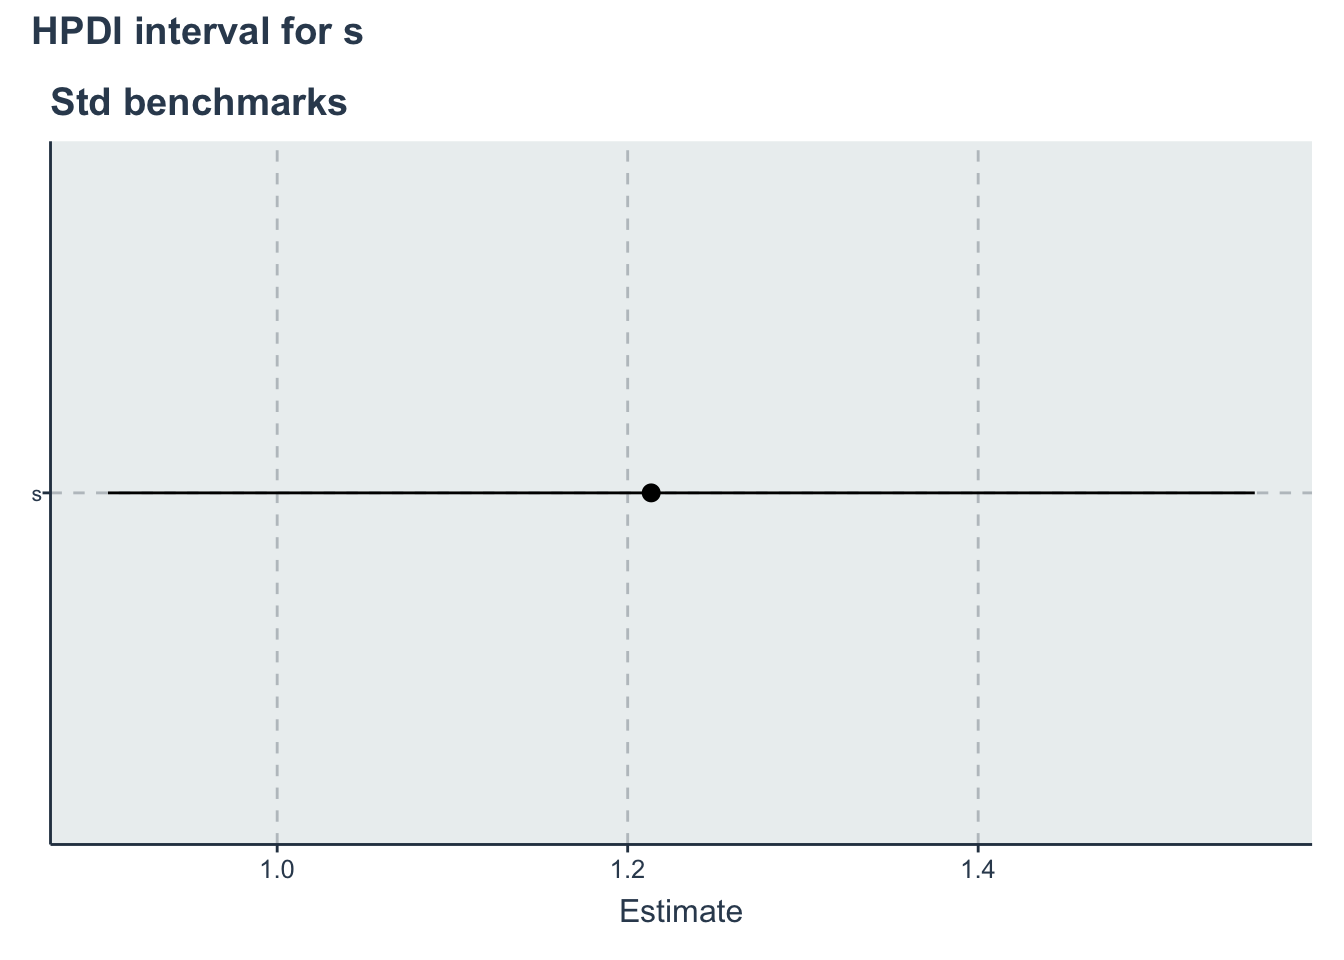 HPDI interval for s
Std benchmarks
s
1.0 1.2 1.4
Estimate